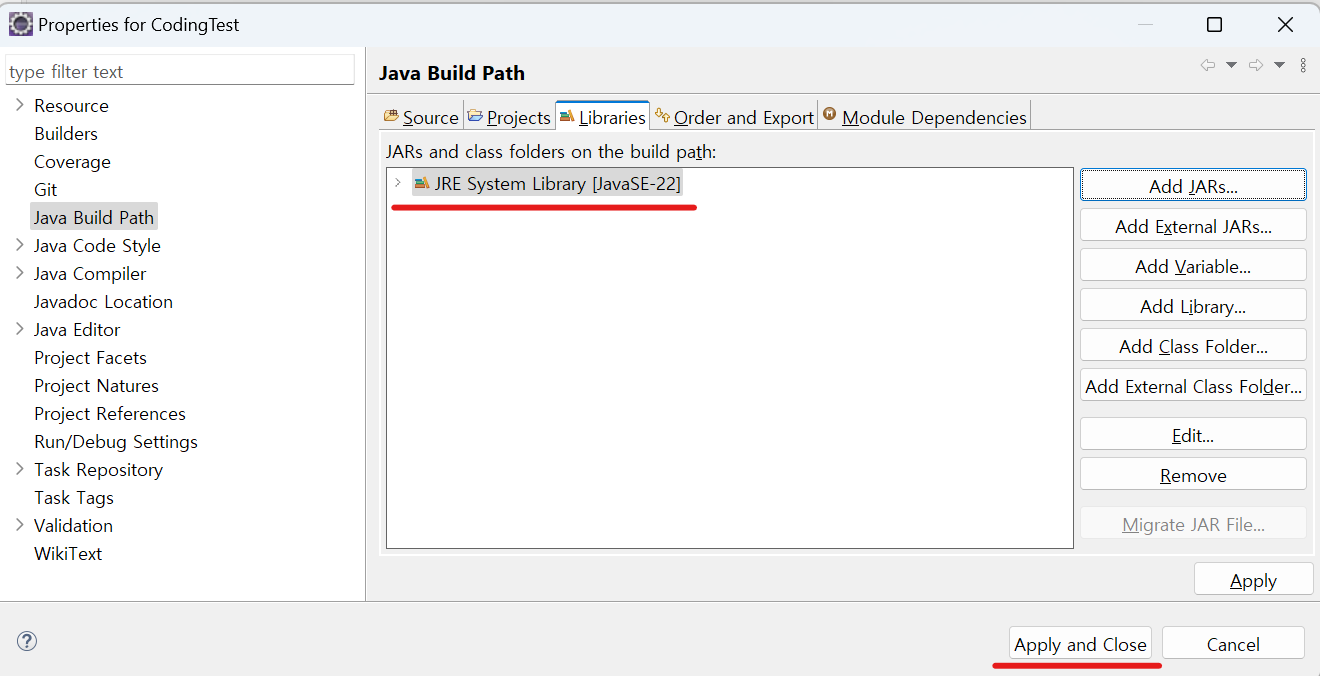 Properties for CodingTest
type filter text
Resource
Builders
Coverage
Git
Java Build Path
Java Code Style
Java Compiler
Javadoc Location
Java Editor
Project Facets
Project Natures
Project References
Run/Debug Settings
Task Repository
Task Tags
Validation
WikiText
Java Build Path
Source Projects Libraries Order and Export Module Dependencies
JARs and class folders on the build path:
JRE System Library [JavaSE-22]
Add JARs...
Add External JARs...
Add Variable...
Add Library...
Add Class Folder...
Add External Class Folder...
Edit...
Remove
Migrate JAR File...
Apply
Apply and Close Cancel